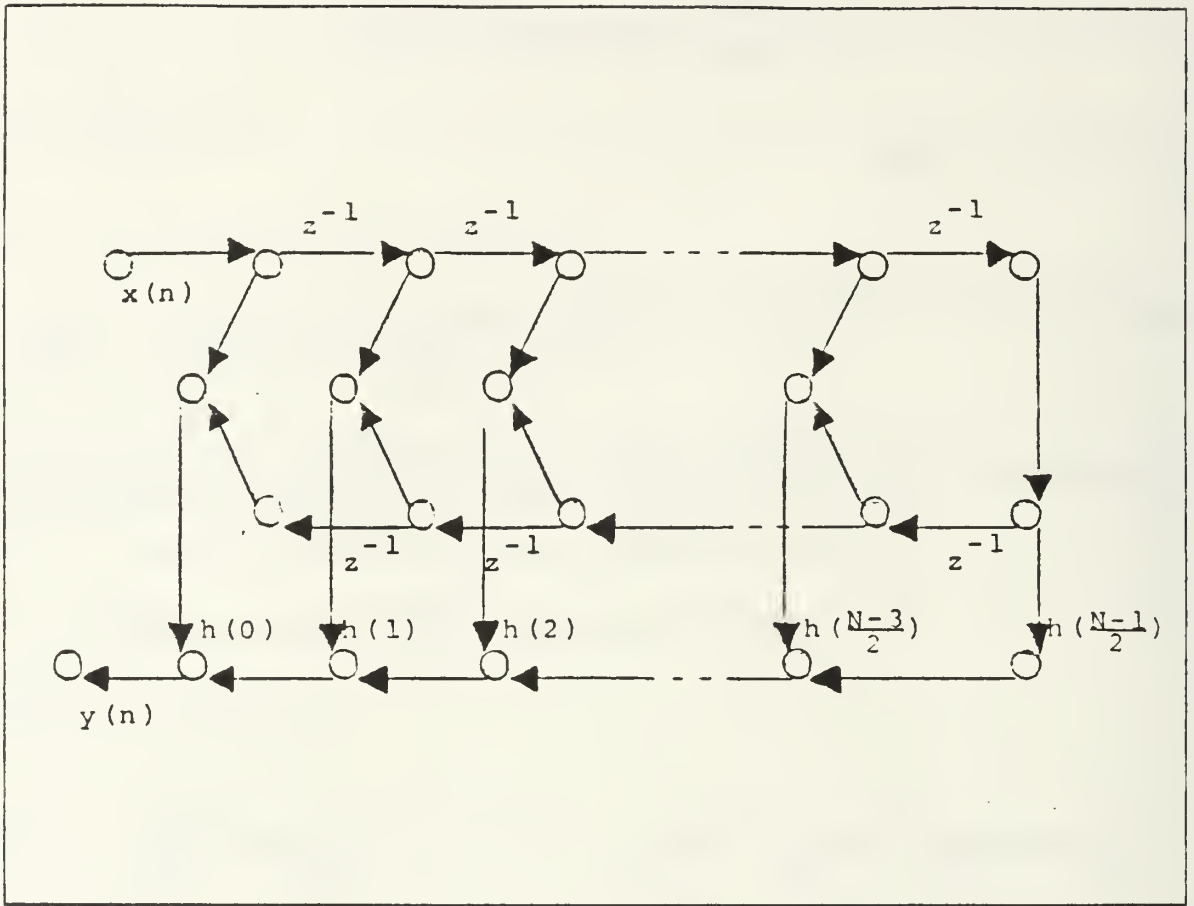 z^-1 z^-1 z^-1
x(n)
z^-1 z^-1 z^-1
h(0) h(1) h(2) h(N-3/2) h(N-1/2)
y(n)